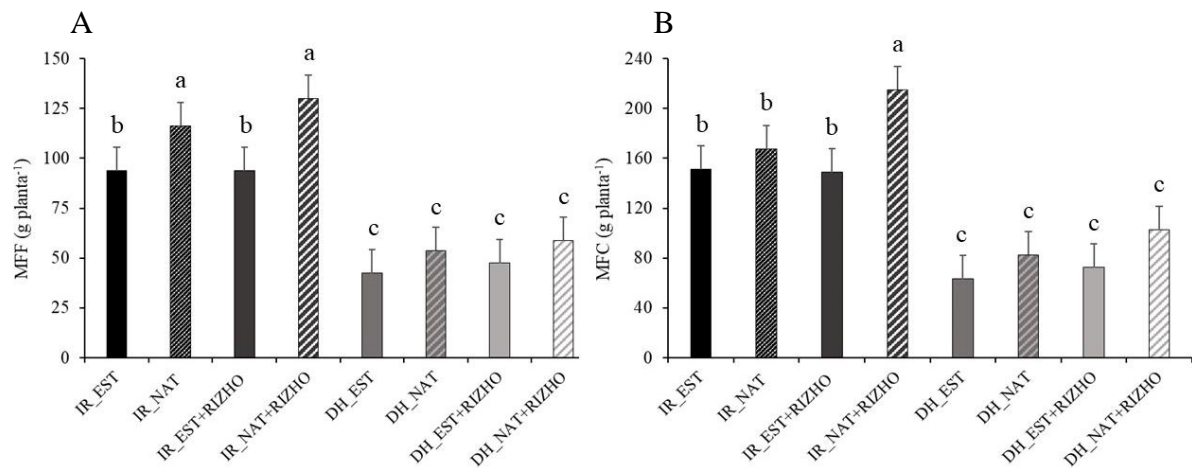 A
MFF (g planta⁻¹)
150
125
100
75
50
25
0
b
a
b
a
c
c
c
c
IR_EST
IR_NAT
IR_EST+RIZHO
IR_NAT+RIZHO
DH_EST
DH_NAT
DH_EST+RIZHO
DH_NAT+RIZHO
B
MFC (g planta⁻¹)
240
200
160
120
80
40
0
b
b
b
a
c
c
c
c
IR_EST
IR_NAT
IR_EST+RIZHO
IR_NAT+RIZHO
DH_EST
DH_NAT
DH_EST+RIZHO
DH_NAT+RIZHO